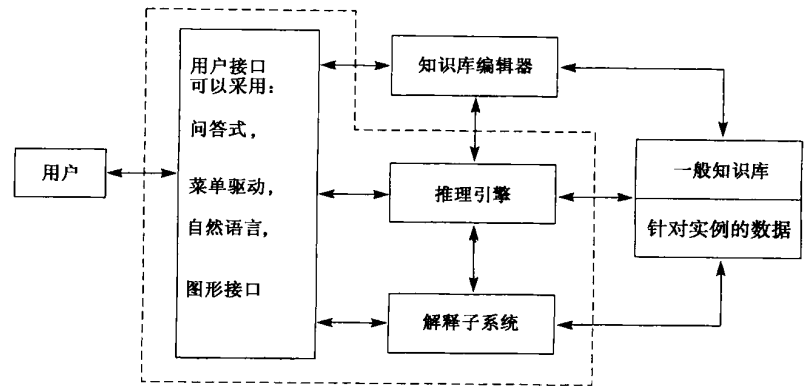 用户
用户接口
可以采用：
问答式，
菜单驱动，
自然语言，
图形接口
知识库编辑器
推理引擎
解释子系统
一般知识库
针对实例的数据